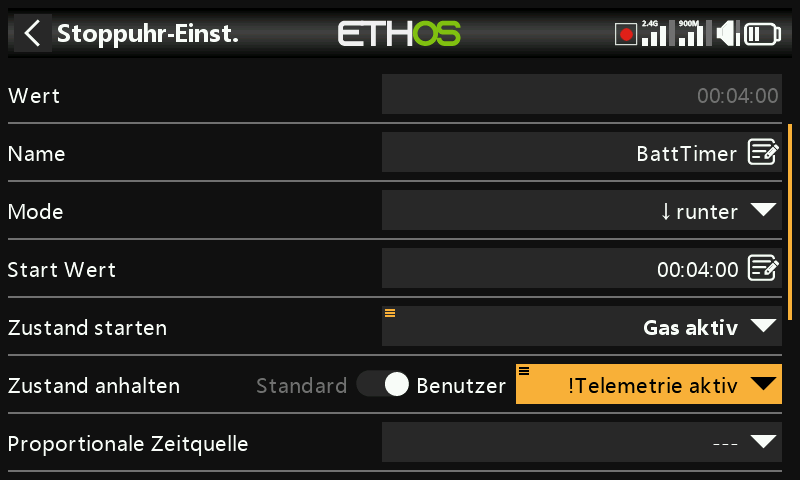 Stoppuhr-Einst. ETHOS 2.4G 900M
Wert 00:04:00
Name BattTimer
Mode ↓ runter
Start Wert 00:04:00
Zustand starten Gas aktiv
Zustand anhalten Standard Benutzer !Telemetrie aktiv
Proportionale Zeitquelle ---